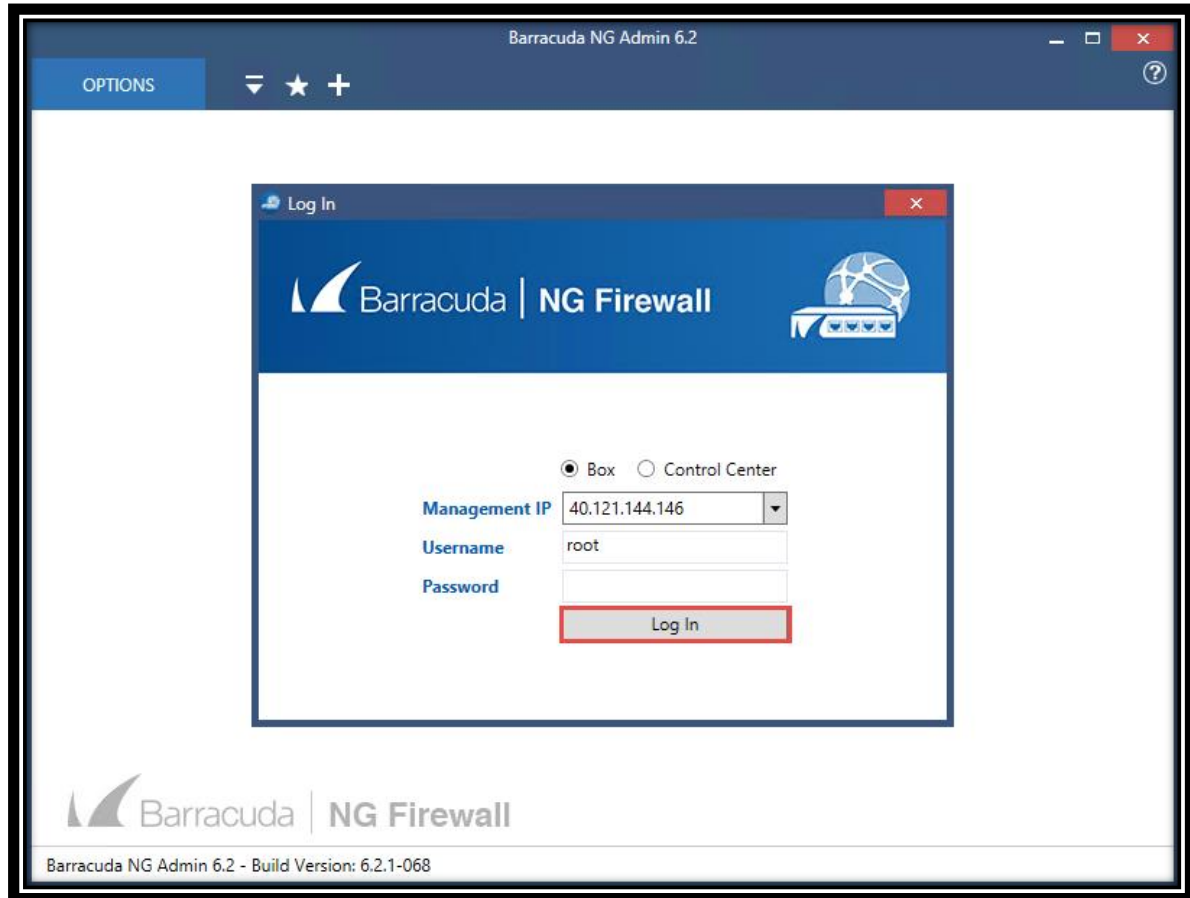 Barracuda NG Admin 6.2
OPTIONS
Log In
Barracuda | NG Firewall
Box Control Center
Management IP 40.121.144.146
Username root
Password
Log In
Barracuda | NG Firewall
Barracuda NG Admin 6.2 - Build Version: 6.2.1-068